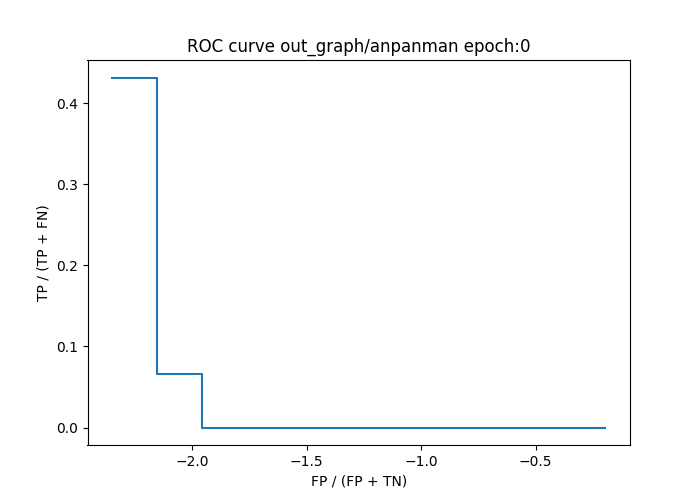 ROC curve out_graph/anpanman epoch:0
TP / (TP + FN)
0.4
0.3
0.2
0.1
0.0
−2.0 −1.5 −1.0 −0.5
FP / (FP + TN)